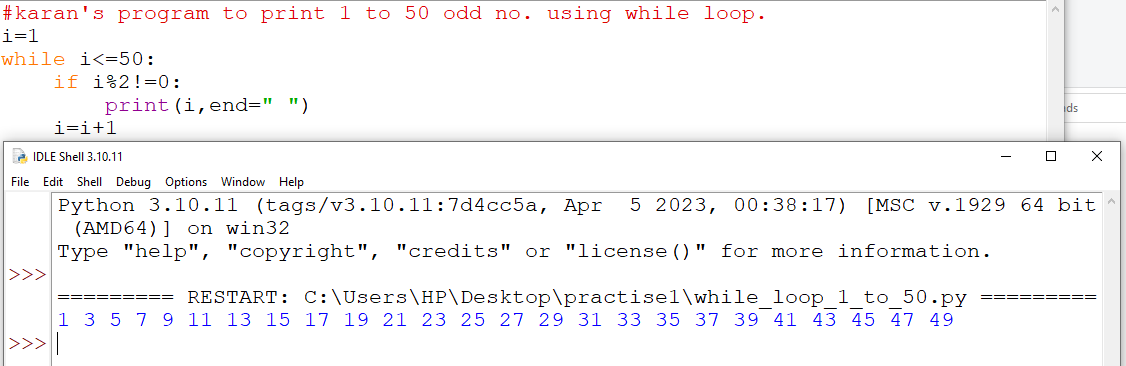 #karan's program to print 1 to 50 odd no. using while loop.
i=1
while i<=50:
    if i%2!=0:
        print(i,end=" ")
    i=i+1
ds
IDLE Shell 3.10.11
File Edit Shell Debug Options Window Help
Python 3.10.11 (tags/v3.10.11:7d4cc5a, Apr  5 2023, 00:38:17) [MSC v.1929 64 bit
 (AMD64)] on win32
Type "help", "copyright", "credits" or "license()" for more information.
>>>
========= RESTART: C:\Users\HP\Desktop\practise1\while_loop_1_to_50.py =========
1 3 5 7 9 11 13 15 17 19 21 23 25 27 29 31 33 35 37 39 41 43 45 47 49
>>>